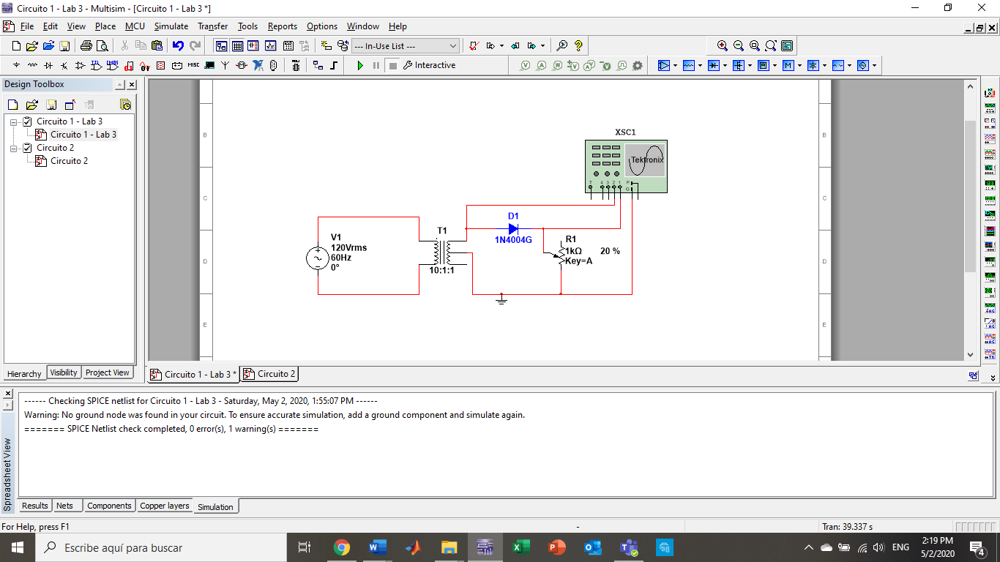 Circuito 1 - Lab 3 - Multisim - [Circuito 1 - Lab 3 *]
File Edit View Place MCU Simulate Transfer Tools Reports Options Window Help
--- In-Use List ---
MISC Interactive
Design Toolbox
Circuito 1 - Lab 3
Circuito 1 - Lab 3
Circuito 2
Circuito 2
Hierarchy Visibility Project View
B B
C C
D D
E E
XSC1
Tektronix
T 4 3 2 1 P
G
D1
1N4004G
T1
10:1:1
V1
120Vrms
60Hz
0°
R1
1kΩ 20 %
Key=A
Circuito 1 - Lab 3 * Circuito 2
Spreadsheet View
------ Checking SPICE netlist for Circuito 1 - Lab 3 - Saturday, May 2, 2020, 1:55:07 PM ------
Warning: No ground node was found in your circuit. To ensure accurate simulation, add a ground component and simulate again.
======= SPICE Netlist check completed, 0 error(s), 1 warning(s) =======
Results Nets Components Copper layers Simulation
For Help, press F1 - Tran: 39.337 s
Escribe aquí para buscar
ENG
2:19 PM
5/2/2020
4